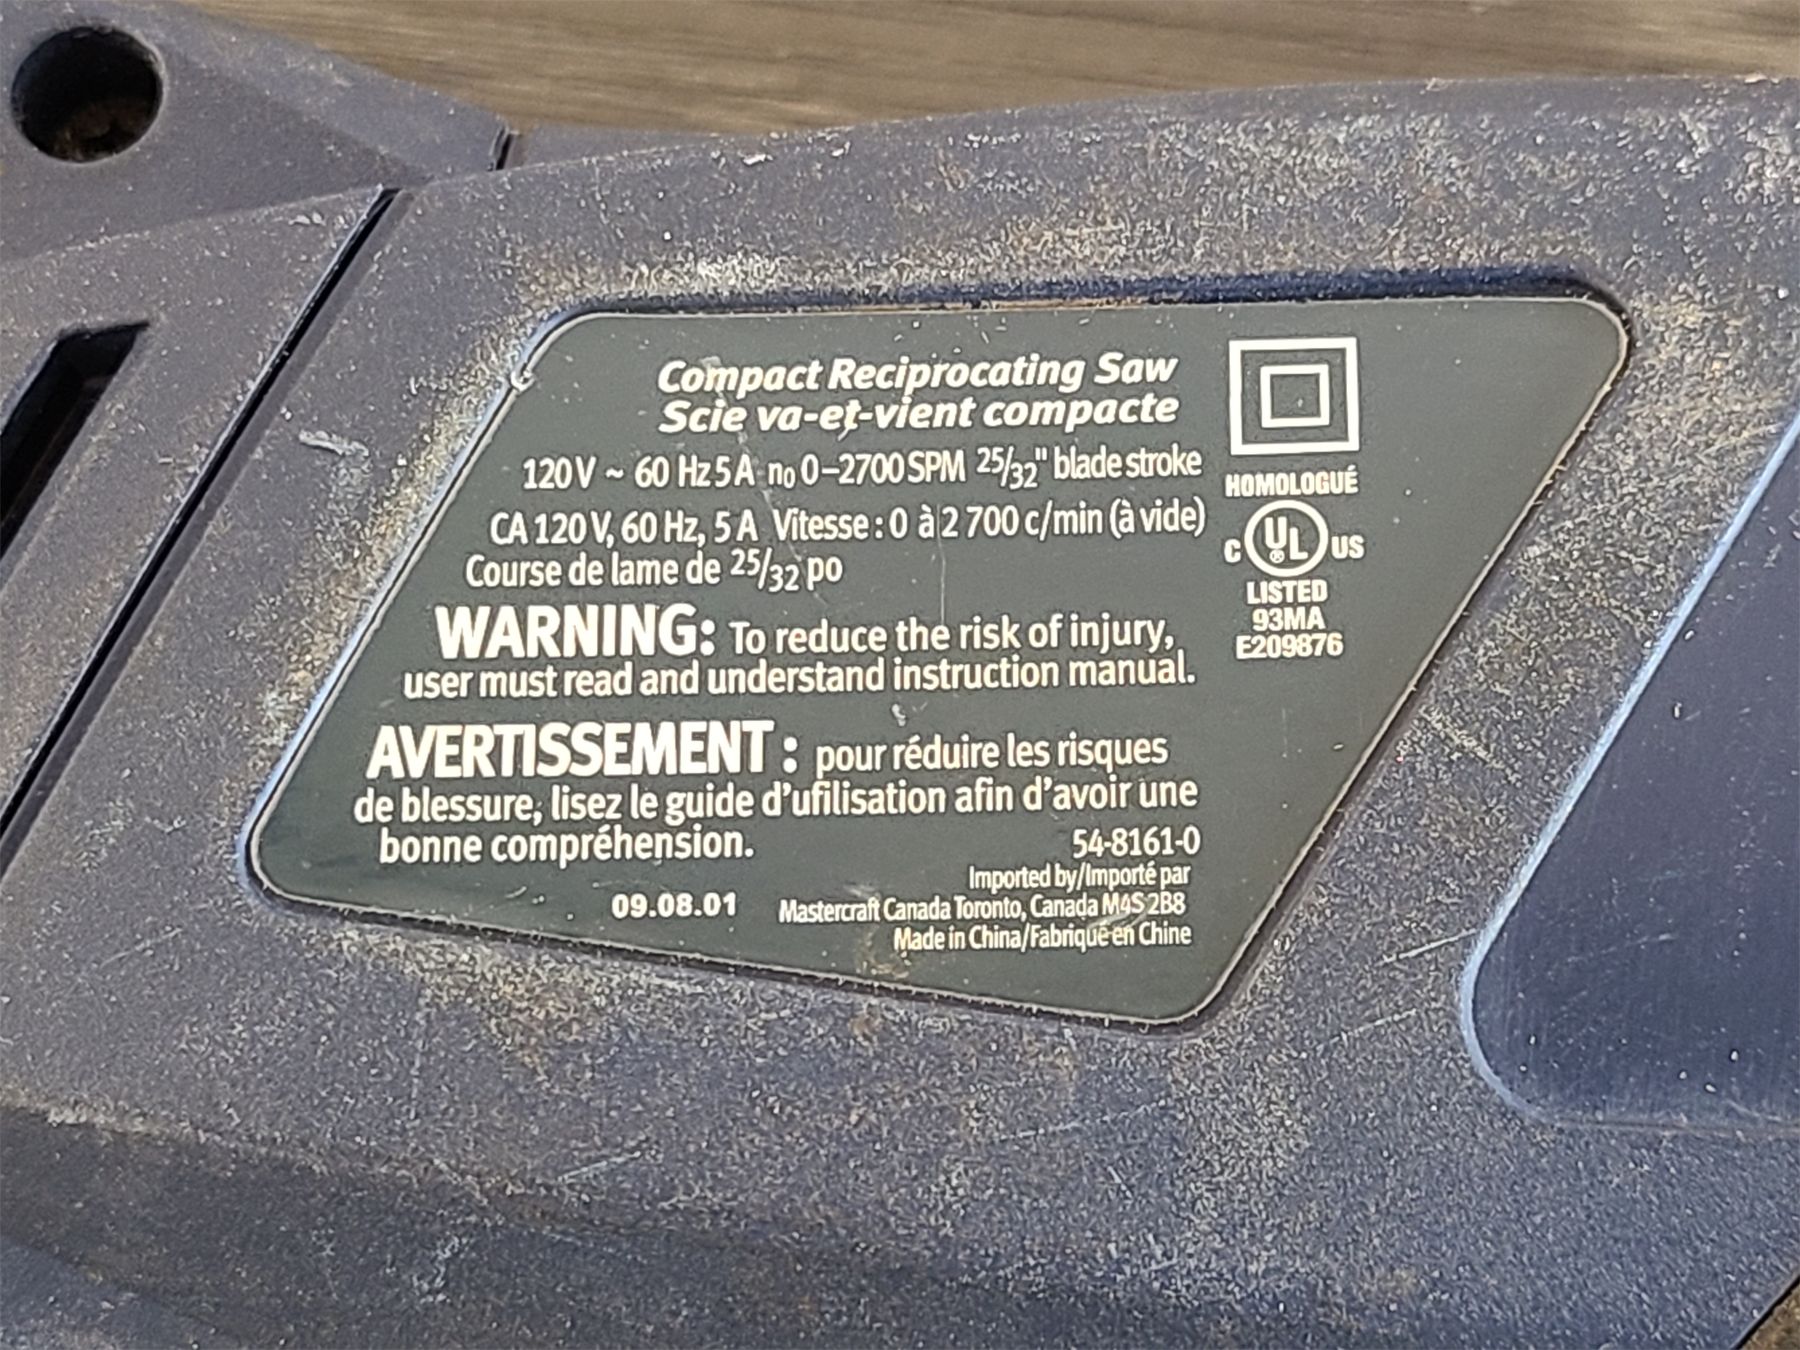 Compact Reciprocating Saw
Scie va-et-vient compacte
120V ~ 60 Hz 5 A n₀ 0–2700 SPM 25/32" blade stroke
CA 120 V, 60 Hz, 5 A Vitesse : 0 à 2 700 c/min (à vide)
Course de lame de 25/32 po
WARNING: To reduce the risk of injury,
user must read and understand instruction manual.
AVERTISSEMENT : pour réduire les risques
de blessure, lisez le guide d'utilisation afin d'avoir une
bonne compréhension.
54-8161-0
Imported by/Importé par
09.08.01 Mastercraft Canada Toronto, Canada M4S 2B8
Made in China/Fabriqué en Chine
HOMOLOGUÉ
C UL® US
LISTED
93MA
E209876